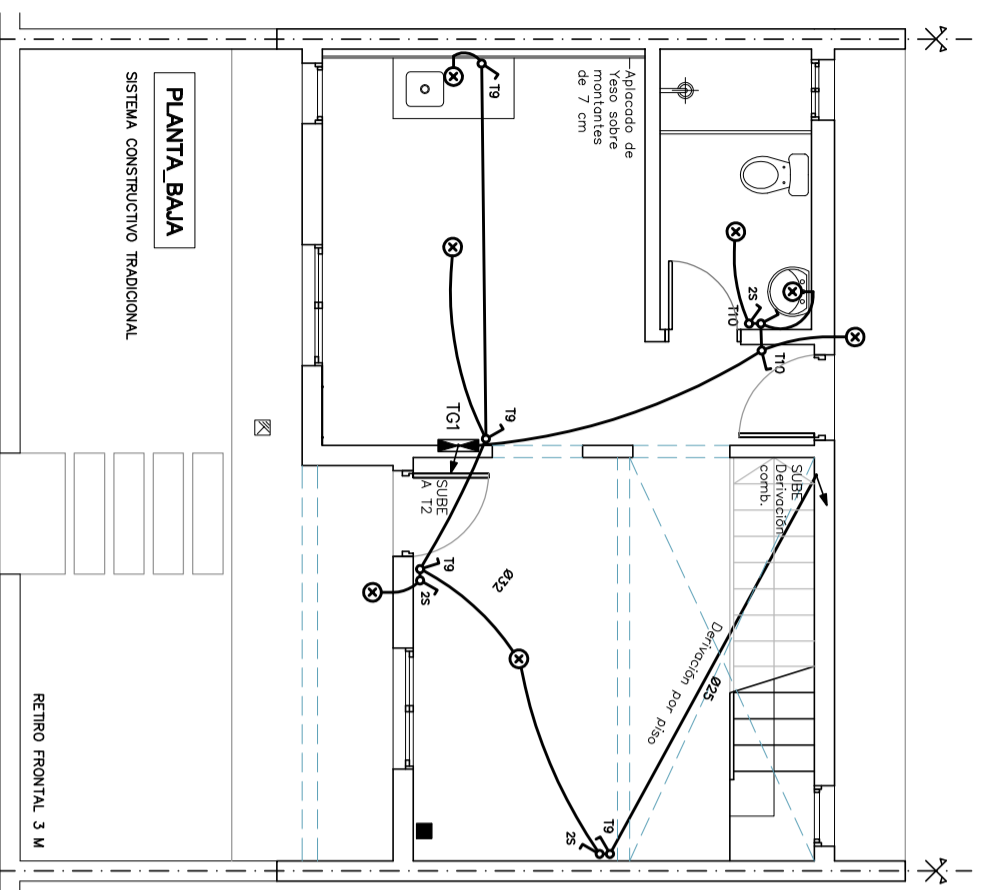 PLANTA_BAJA
SISTEMA CONSTRUCTIVO TRADICIONAL
RETIRO FRONTAL 3 M
Aplacado de
Yeso sobre
montantes
de 7 cm
T9
2S
T10
T10
T9
TG1
SUBE
A T2
T9
2S
Ø32
SUBE
Derivación
comb.
Derivación por piso
Ø25
T9
2S